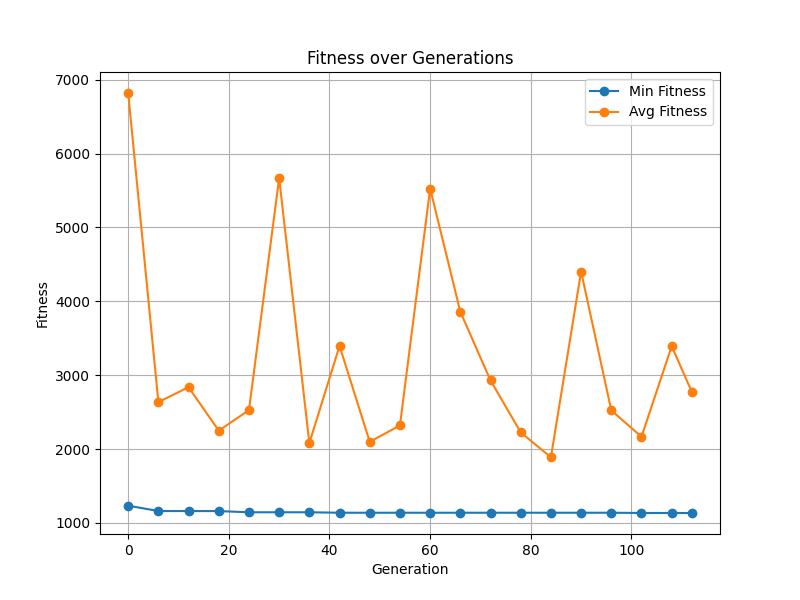 Fitness over Generations
Min Fitness
Avg Fitness
7000
6000
5000
4000
3000
2000
1000
Fitness
0 20 40 60 80 100
Generation